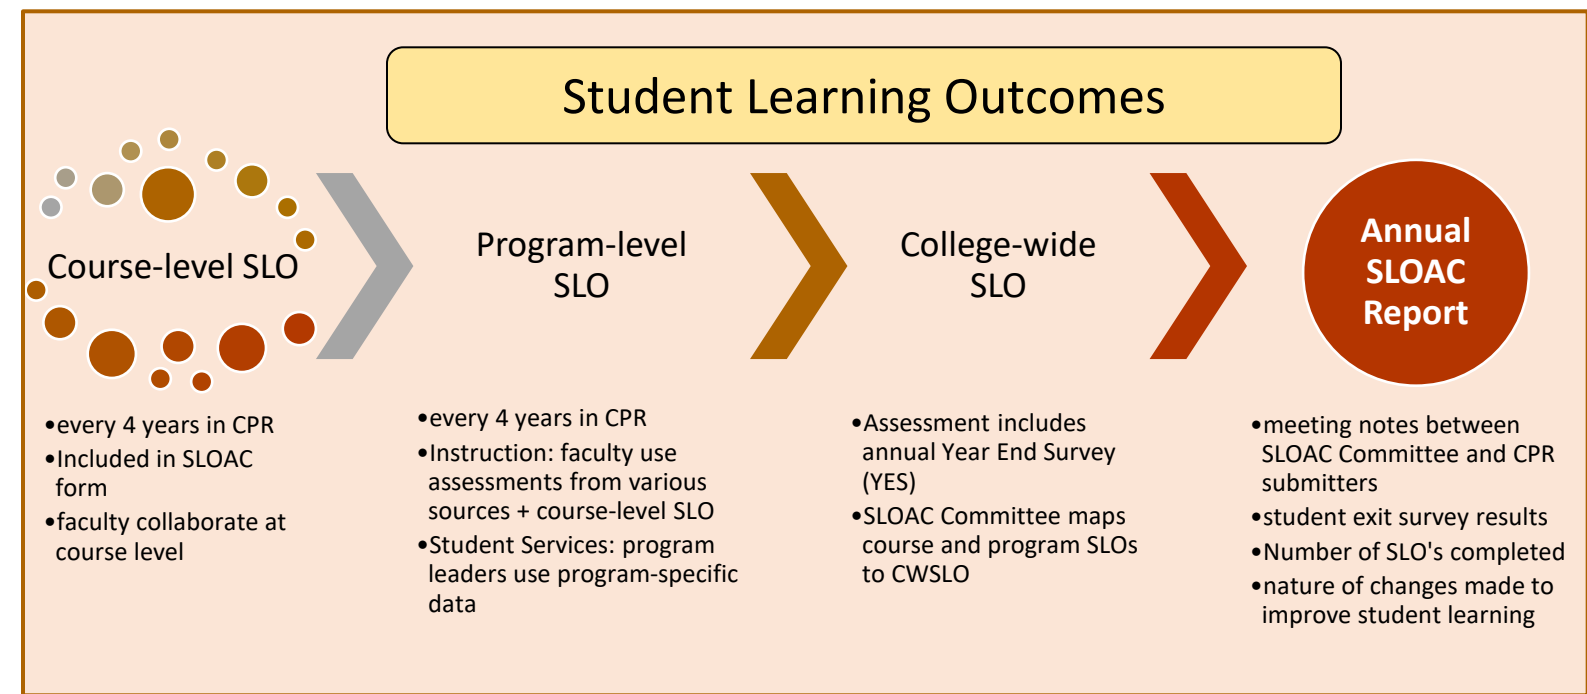 Student Learning Outcomes
Course-level SLO
•every 4 years in CPR
•Included in SLOAC
form
•faculty collaborate at
course level
Program-level
SLO
•every 4 years in CPR
•Instruction: faculty use
assessments from various
sources + course-level SLO
•Student Services: program
leaders use program-specific
data
College-wide
SLO
•Assessment includes
annual Year End Survey
(YES)
•SLOAC Committee maps
course and program SLOs
to CWSLO
Annual
SLOAC
Report
•meeting notes between
SLOAC Committee and CPR
submitters
•student exit survey results
•Number of SLO's completed
•nature of changes made to
improve student learning